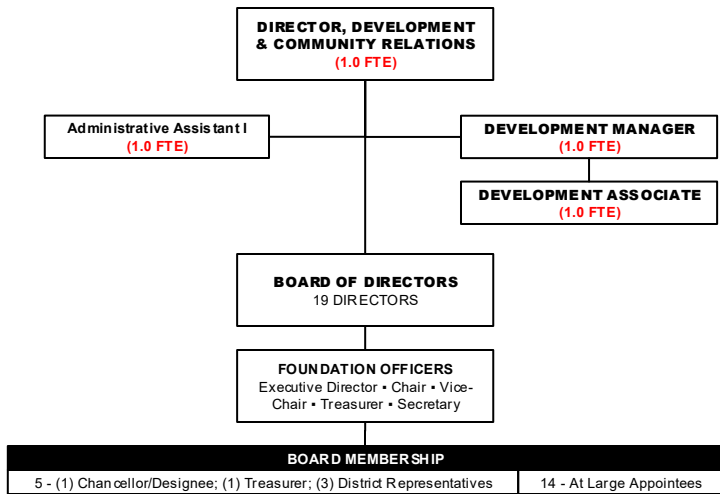 DIRECTOR, DEVELOPMENT
& COMMUNITY RELATIONS
(1.0 FTE)
Administrative Assistant I
(1.0 FTE)
DEVELOPMENT MANAGER
(1.0 FTE)
DEVELOPMENT ASSOCIATE
(1.0 FTE)
BOARD OF DIRECTORS
19 DIRECTORS
FOUNDATION OFFICERS
Executive Director ▪ Chair ▪ Vice-
Chair ▪ Treasurer ▪ Secretary
BOARD MEMBERSHIP
5 - (1) Chancellor/Designee; (1) Treasurer; (3) District Representatives
14 - At Large Appointees